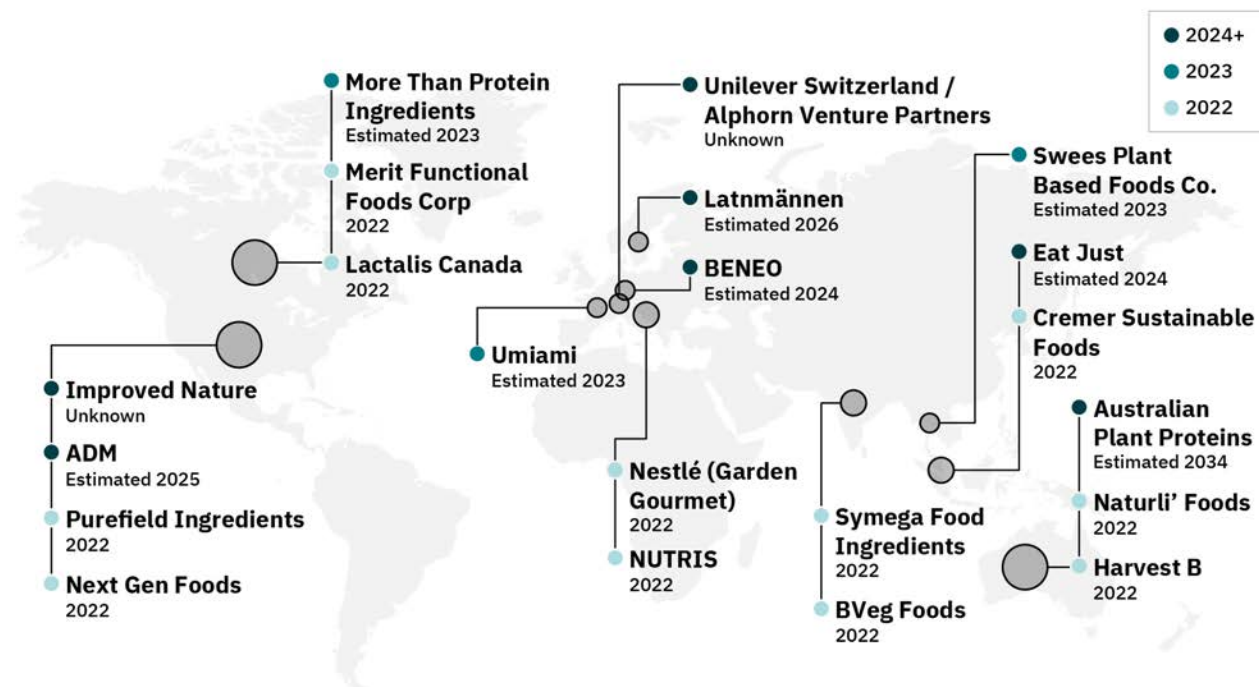 2024+
2023
2022
More Than Protein
Ingredients
Estimated 2023
Merit Functional
Foods Corp
2022
Lactalis Canada
2022
Improved Nature
Unknown
ADM
Estimated 2025
Purefield Ingredients
2022
Next Gen Foods
2022
Unilever Switzerland /
Alphorn Venture Partners
Unknown
Latnmännen
Estimated 2026
BENEO
Estimated 2024
Umiami
Estimated 2023
Nestlé (Garden
Gourmet)
2022
NUTRIS
2022
Symega Food
Ingredients
2022
BVeg Foods
2022
Swees Plant
Based Foods Co.
Estimated 2023
Eat Just
Estimated 2024
Cremer Sustainable
Foods
2022
Australian
Plant Proteins
Estimated 2034
Naturli’ Foods
2022
Harvest B
2022